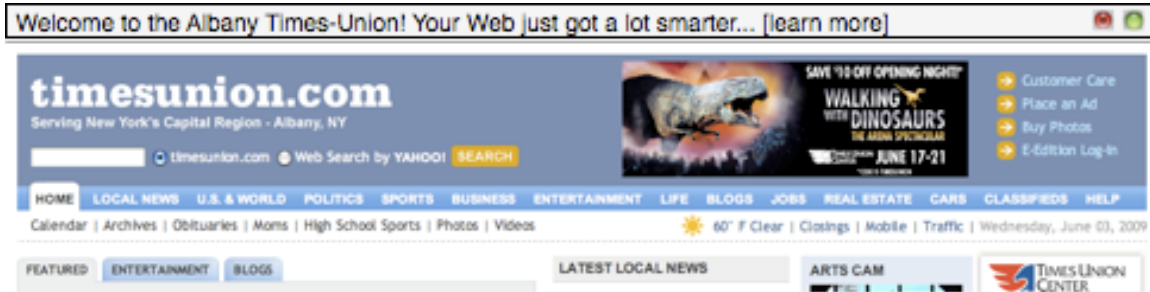 Welcome to the Albany Times-Union! Your Web just got a lot smarter... [learn more]
timesunion.com
Serving New York's Capital Region - Albany, NY
timesunion.com Web Search by YAHOO! SEARCH
SAVE $10 OFF OPENING NIGHT!*
WALKING
WITH DINOSAURS
THE ARENA SPECTACULAR
JUNE 17-21
Customer Care
Place an Ad
Buy Photos
E-Edition Log-In
HOME LOCAL NEWS U.S. & WORLD POLITICS SPORTS BUSINESS ENTERTAINMENT LIFE BLOGS JOBS REAL ESTATE CARS CLASSIFIEDS HELP
Calendar | Archives | Obituaries | Moms | High School Sports | Photos | Videos
60° F Clear | Closings | Mobile | Traffic | Wednesday, June 03, 2009
FEATURED ENTERTAINMENT BLOGS
LATEST LOCAL NEWS
ARTS CAM
TIMES UNION
CENTER